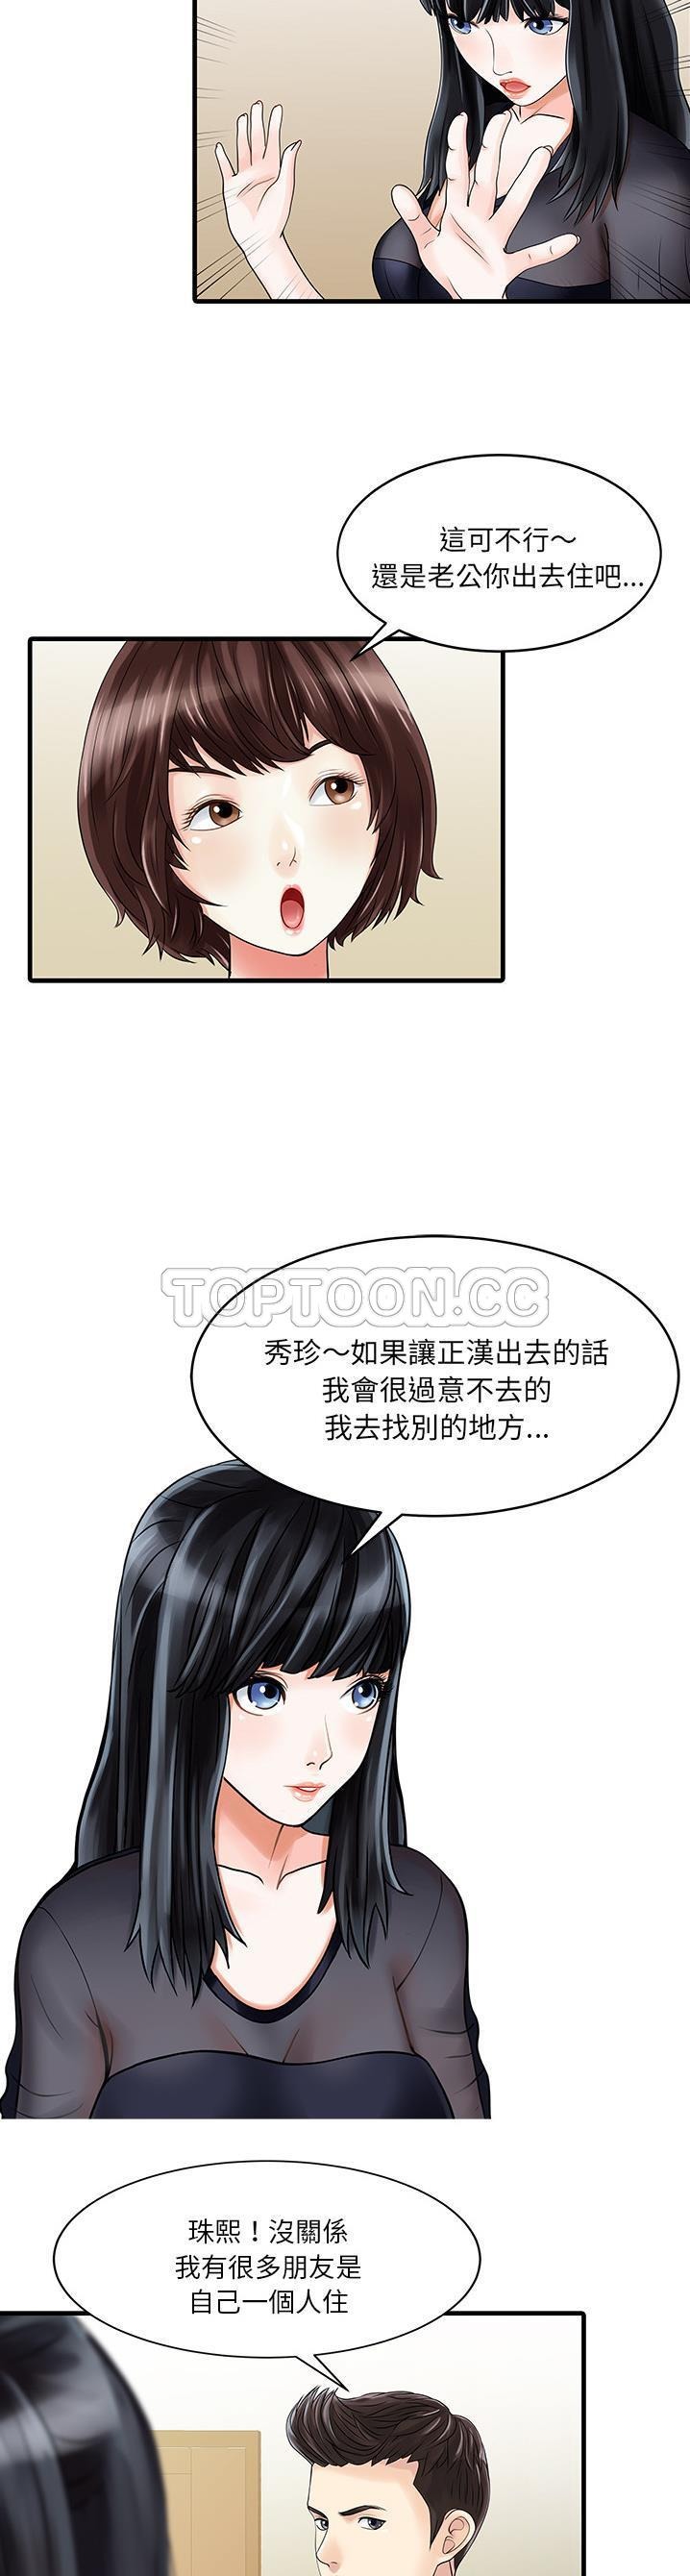 這可不行～
還是老公你出去住吧...
TOPTOON.CC
秀珍～如果讓正漢出去的話
我會很過意不去的
我去找別的地方...
珠熙！沒關係
我有很多朋友是
自己一個人住